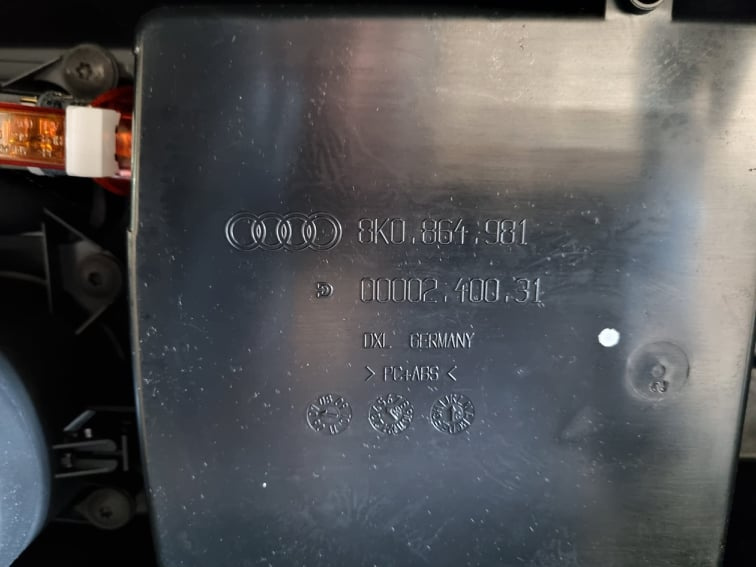 8K0.864.981
00002.400.31
DXL GERMANY
> PC+ABS <